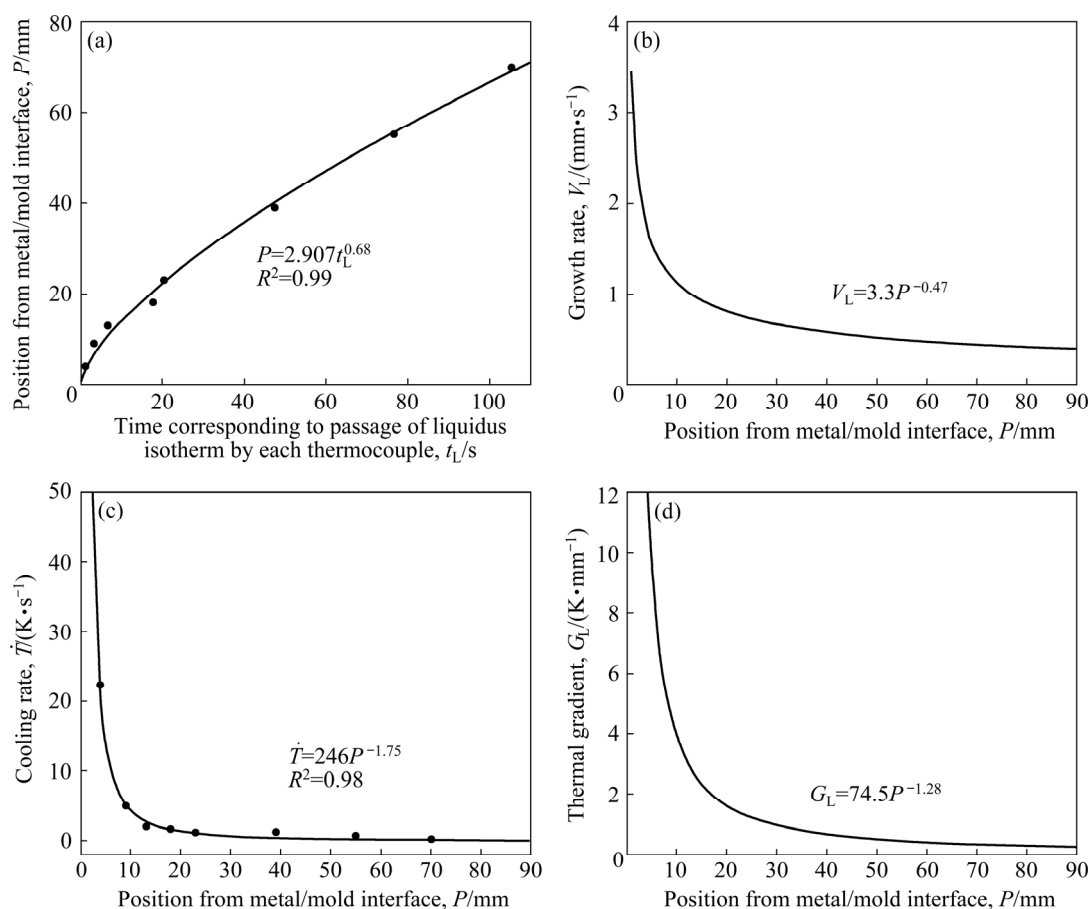 (a)
80
60
40
20
0
20
40
60
80
100
Position from metal/mold interface, P/mm
P=2.907t_L^0.68
R²=0.99
Time corresponding to passage of liquidus
isotherm by each thermocouple, t_L/s
(b)
4
3
2
1
0
10
20
30
40
50
60
70
80
90
Growth rate, V_L/(mm•s⁻¹)
V_L=3.3P⁻⁰·⁴⁷
Position from metal/mold interface, P/mm
(c)
50
40
30
20
10
0
0
10
20
30
40
50
60
70
80
90
Cooling rate, Ṫ/(K•s⁻¹)
Ṫ=246P⁻¹·⁷⁵
R²=0.98
Position from metal/mold interface, P/mm
(d)
12
10
8
6
4
2
0
10
20
30
40
50
60
70
80
90
Thermal gradient, G_L/(K•mm⁻¹)
G_L=74.5P⁻¹·²⁸
Position from metal/mold interface, P/mm